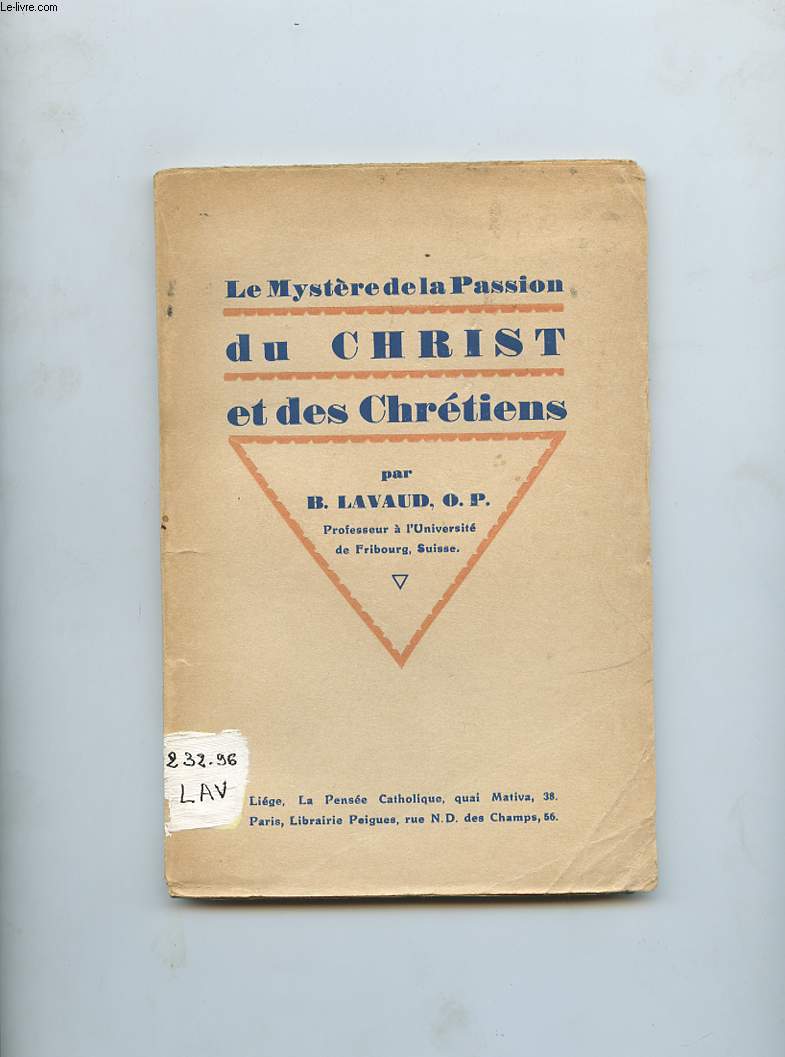 Le-livre.com
Le Mystère de la Passion
du CHRIST
et des Chrétiens
par
B. LAVAUD, O. P.
Professeur à l'Université
de Fribourg, Suisse.
232.96
LAV
Liége, La Pensée Catholique, quai Mativa, 38.
Paris, Librairie Peigues, rue N. D. des Champs, 56.